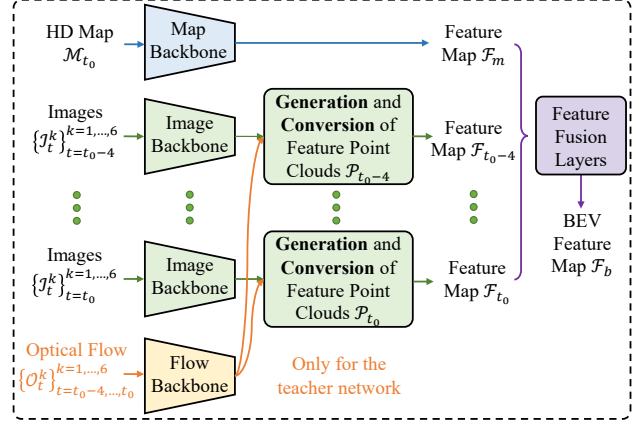 HD Map
ℳ_{t_0}
Map
Backbone
Feature
Map ℱ_m
Images
{ℐ_t^k}_{t=t_0-4}^{k=1,…,6}
Image
Backbone
Generation and
Conversion of
Feature Point
Clouds 𝒫_{t_0-4}
Feature
Map ℱ_{t_0-4}
Feature
Fusion
Layers
BEV
Feature
Map ℱ_b
Images
{ℐ_t^k}_{t=t_0}^{k=1,…,6}
Image
Backbone
Generation and
Conversion of
Feature Point
Clouds 𝒫_{t_0}
Feature
Map ℱ_{t_0}
Optical Flow
{𝒪_t^k}_{t=t_0-4,…,t_0}^{k=1,…,6}
Flow
Backbone
Only for the
teacher network